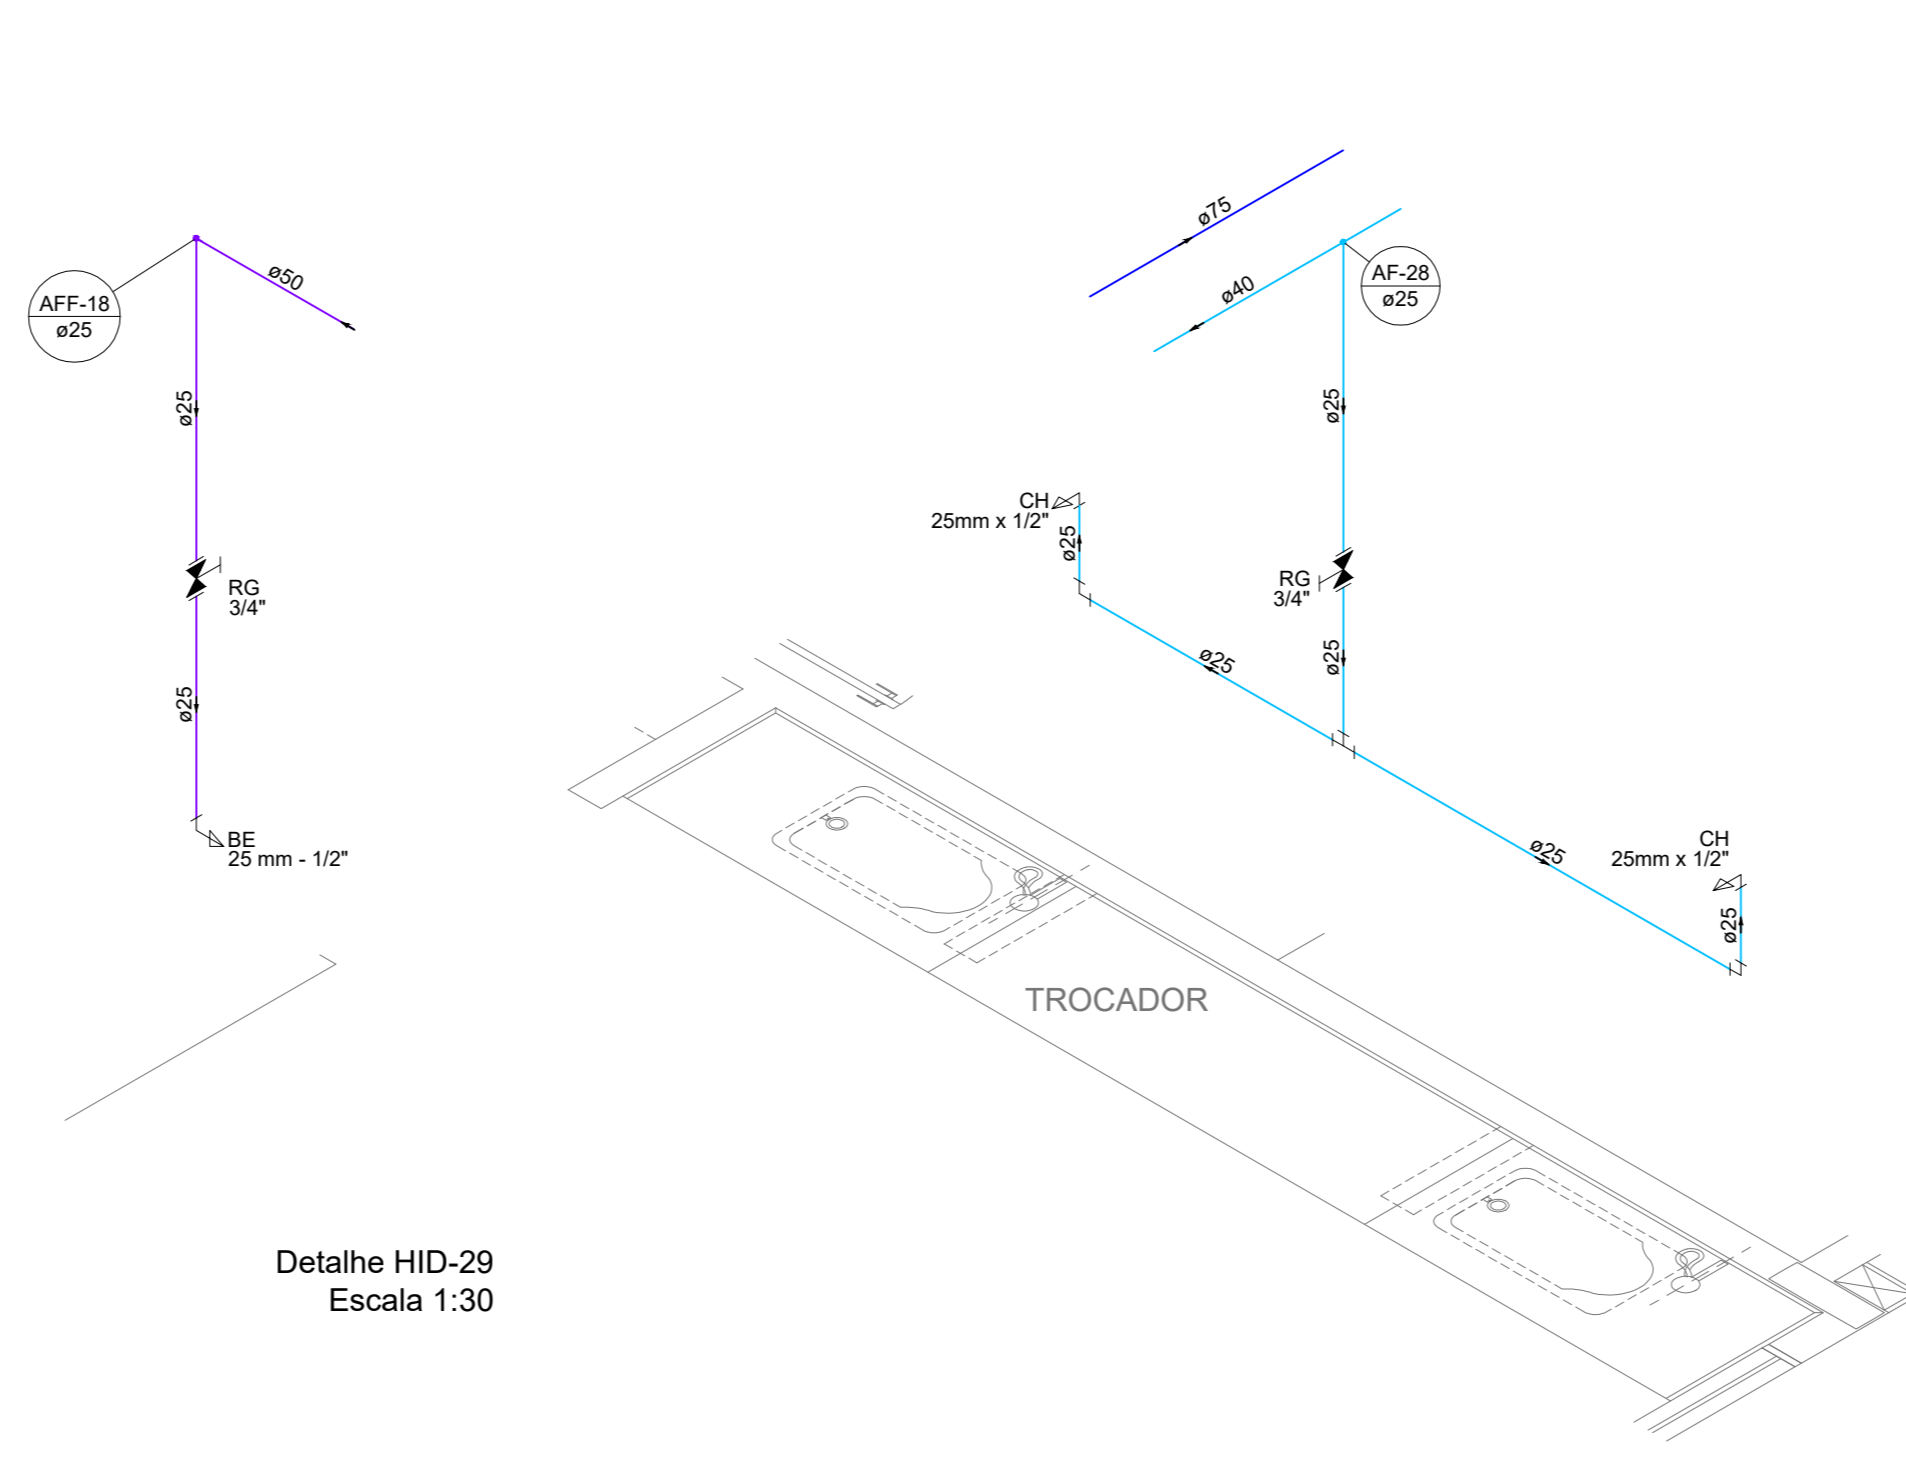 ø75
AFF-18
ø25
ø50
ø40
AF-28
ø25
ø25
ø25
CH
25mm x 1/2"
ø25
RG
3/4"
RG
3/4"
ø25
ø25
ø25
BE
25 mm - 1/2"
ø25
CH
25mm x 1/2"
ø25
TROCADOR
Detalhe HID-29
Escala 1:30